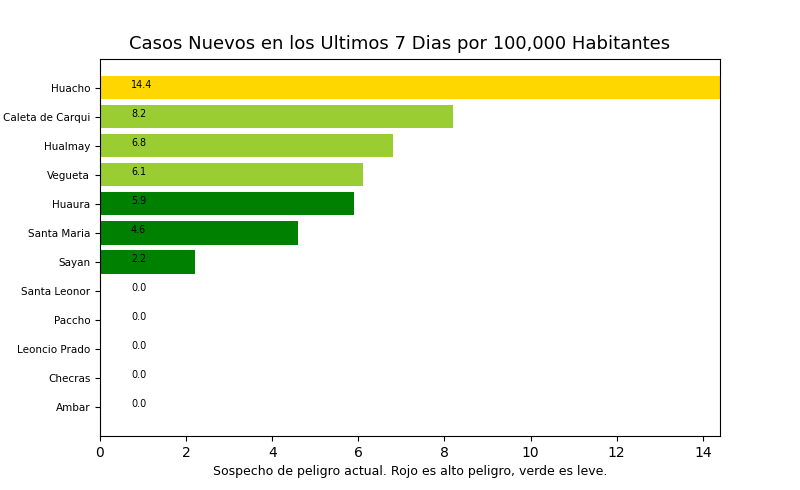 Casos Nuevos en los Ultimos 7 Dias por 100,000 Habitantes
Huacho 14.4
Caleta de Carqui 8.2
Hualmay 6.8
Vegueta 6.1
Huaura 5.9
Santa Maria 4.6
Sayan 2.2
Santa Leonor 0.0
Paccho 0.0
Leoncio Prado 0.0
Checras 0.0
Ambar 0.0
0 2 4 6 8 10 12 14
Sospecho de peligro actual. Rojo es alto peligro, verde es leve.